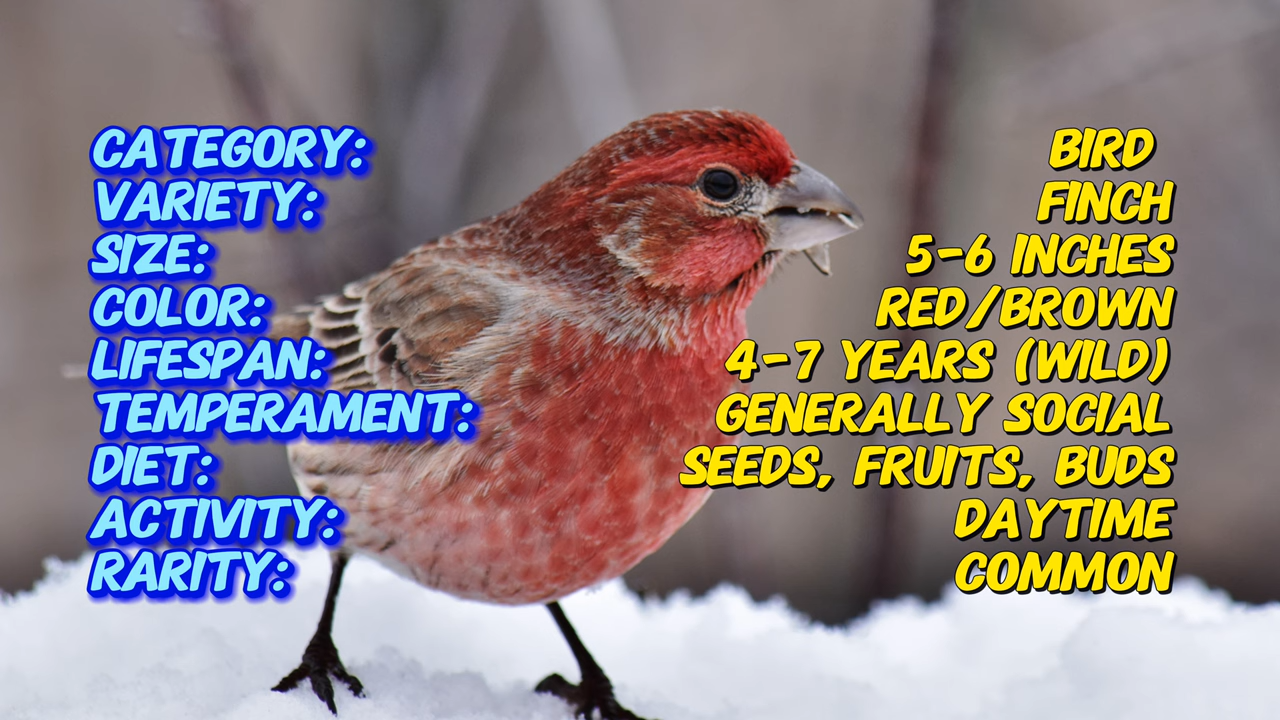 CATEGORY: BIRD
VARIETY: FINCH
SIZE: 5-6 INCHES
COLOR: RED/BROWN
LIFESPAN: 4-7 YEARS (WILD)
TEMPERAMENT: GENERALLY SOCIAL
DIET: SEEDS, FRUITS, BUDS
ACTIVITY: DAYTIME
RARITY: COMMON